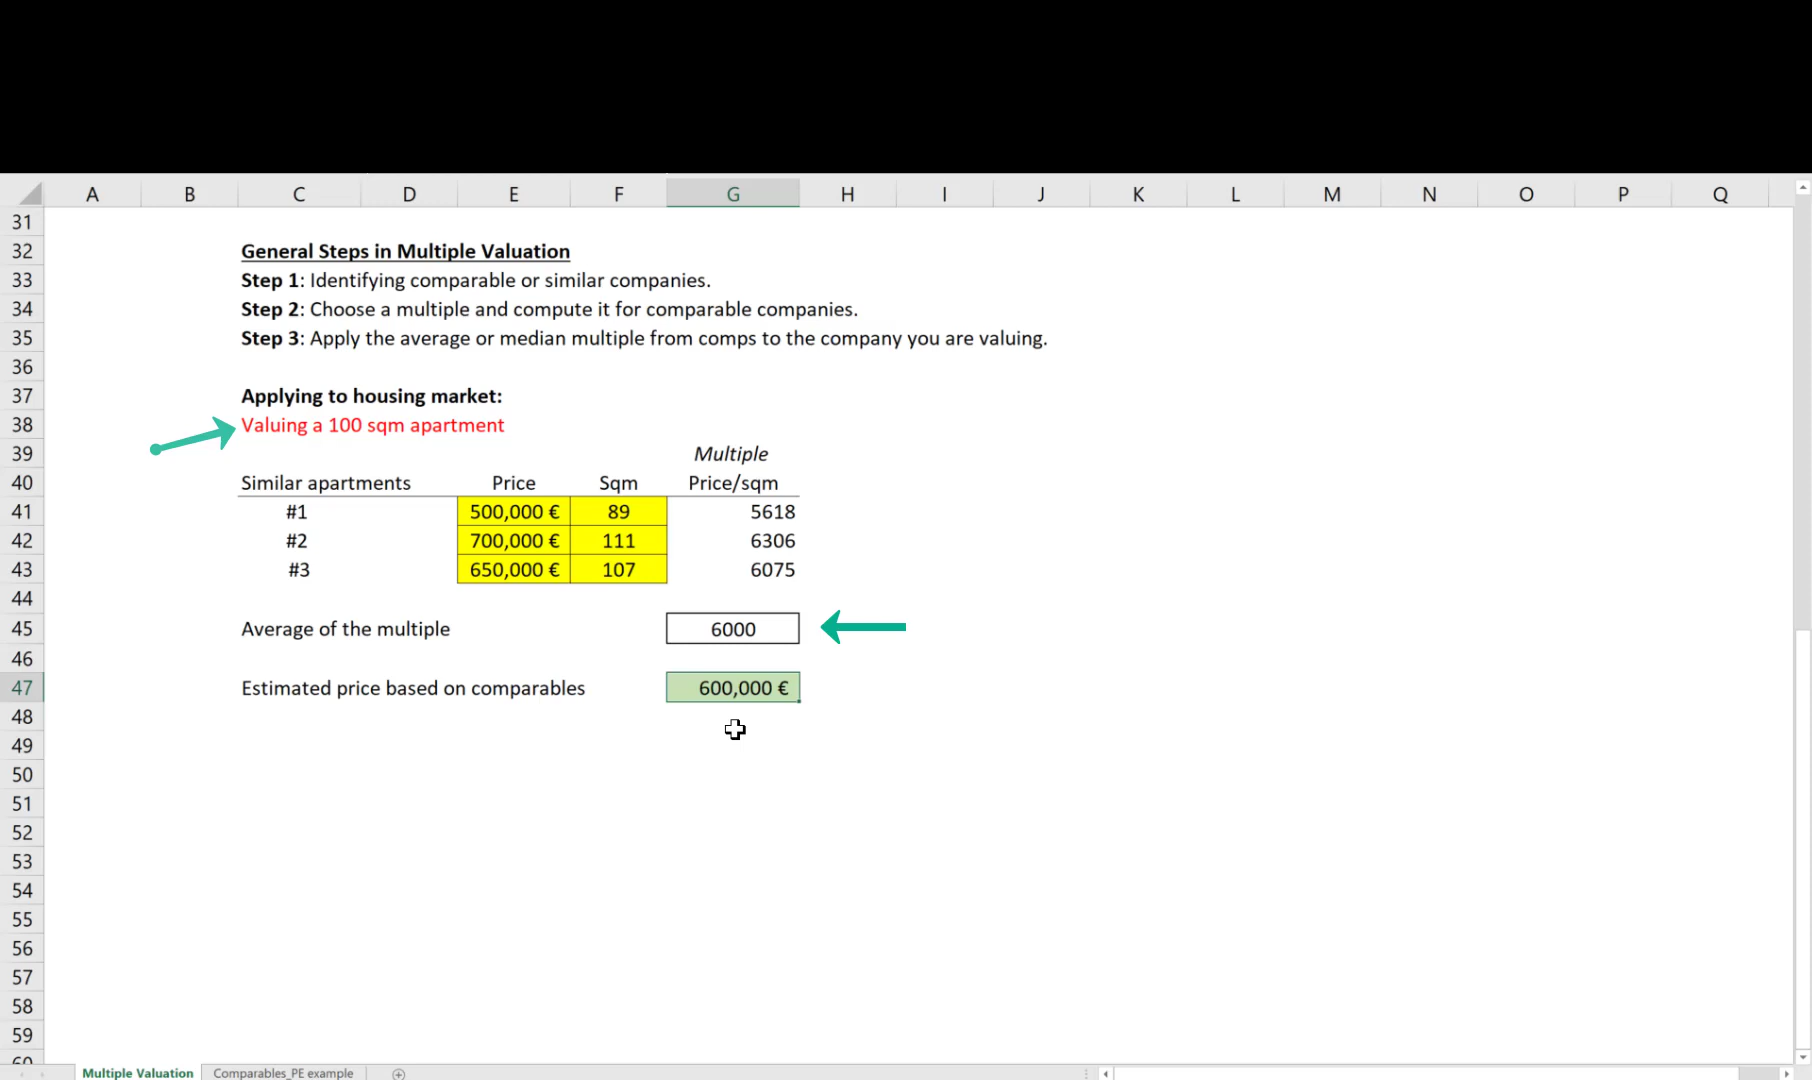 A B C D E F G H I J K L M N O P Q
31
32 General Steps in Multiple Valuation
33 Step 1: Identifying comparable or similar companies.
34 Step 2: Choose a multiple and compute it for comparable companies.
35 Step 3: Apply the average or median multiple from comps to the company you are valuing.
36
37 Applying to housing market:
38 Valuing a 100 sqm apartment
39 Multiple
40 Similar apartments Price Sqm Price/sqm
41 #1 500,000 € 89 5618
42 #2 700,000 € 111 6306
43 #3 650,000 € 107 6075
44
45 Average of the multiple 6000
46
47 Estimated price based on comparables 600,000 €
48
49
50
51
52
53
54
55
56
57
58
59
60
Multiple Valuation Comparables_PE example